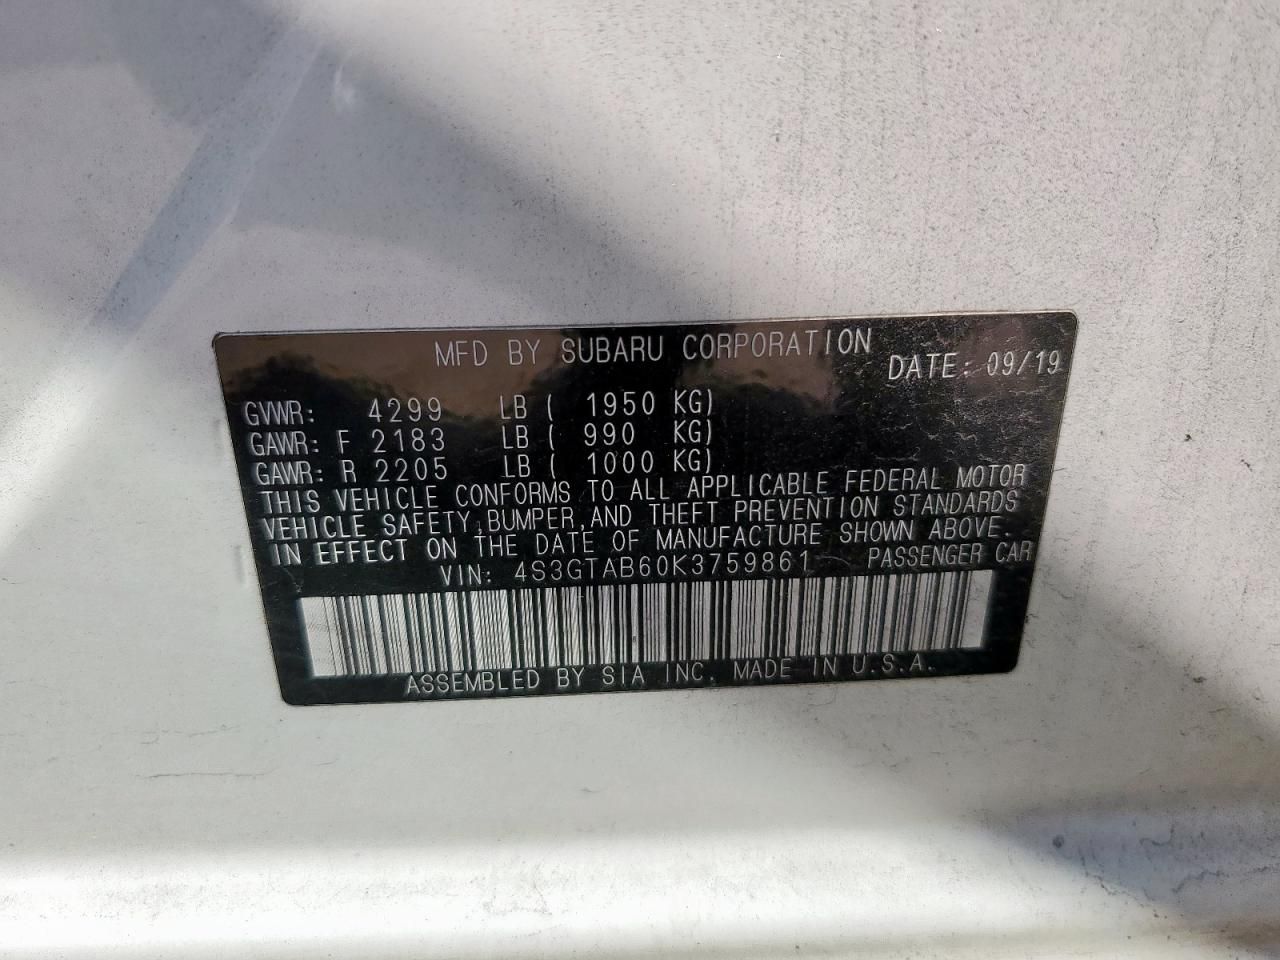 MFD BY SUBARU CORPORATION
DATE: 09/19
GVWR: 4299 LB ( 1950 KG)
GAWR: F 2183 LB ( 990 KG)
GAWR: R 2205 LB ( 1000 KG)
THIS VEHICLE CONFORMS TO ALL APPLICABLE FEDERAL MOTOR
VEHICLE SAFETY, BUMPER, AND THEFT PREVENTION STANDARDS
IN EFFECT ON THE DATE OF MANUFACTURE SHOWN ABOVE.
VIN: 4S3GTAB60K3759861 PASSENGER CAR
ASSEMBLED BY SIA INC. MADE IN U.S.A.